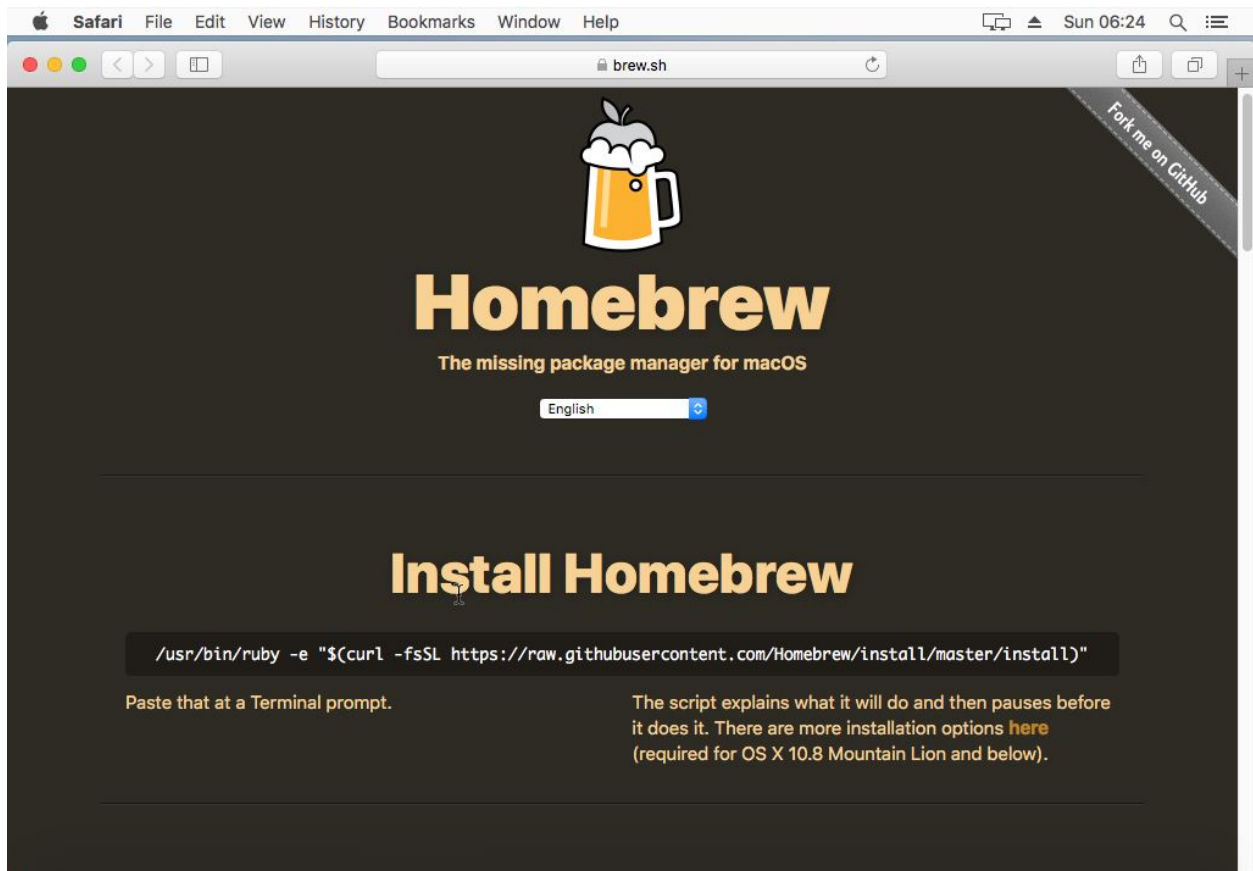 Safari File Edit View History Bookmarks Window Help Sun 06:24
brew.sh
Fork me on GitHub
Homebrew
The missing package manager for macOS
English
Install Homebrew
/usr/bin/ruby -e "$(curl -fsSL https://raw.githubusercontent.com/Homebrew/install/master/install)"
Paste that at a Terminal prompt.
The script explains what it will do and then pauses before
it does it. There are more installation options here
(required for OS X 10.8 Mountain Lion and below).